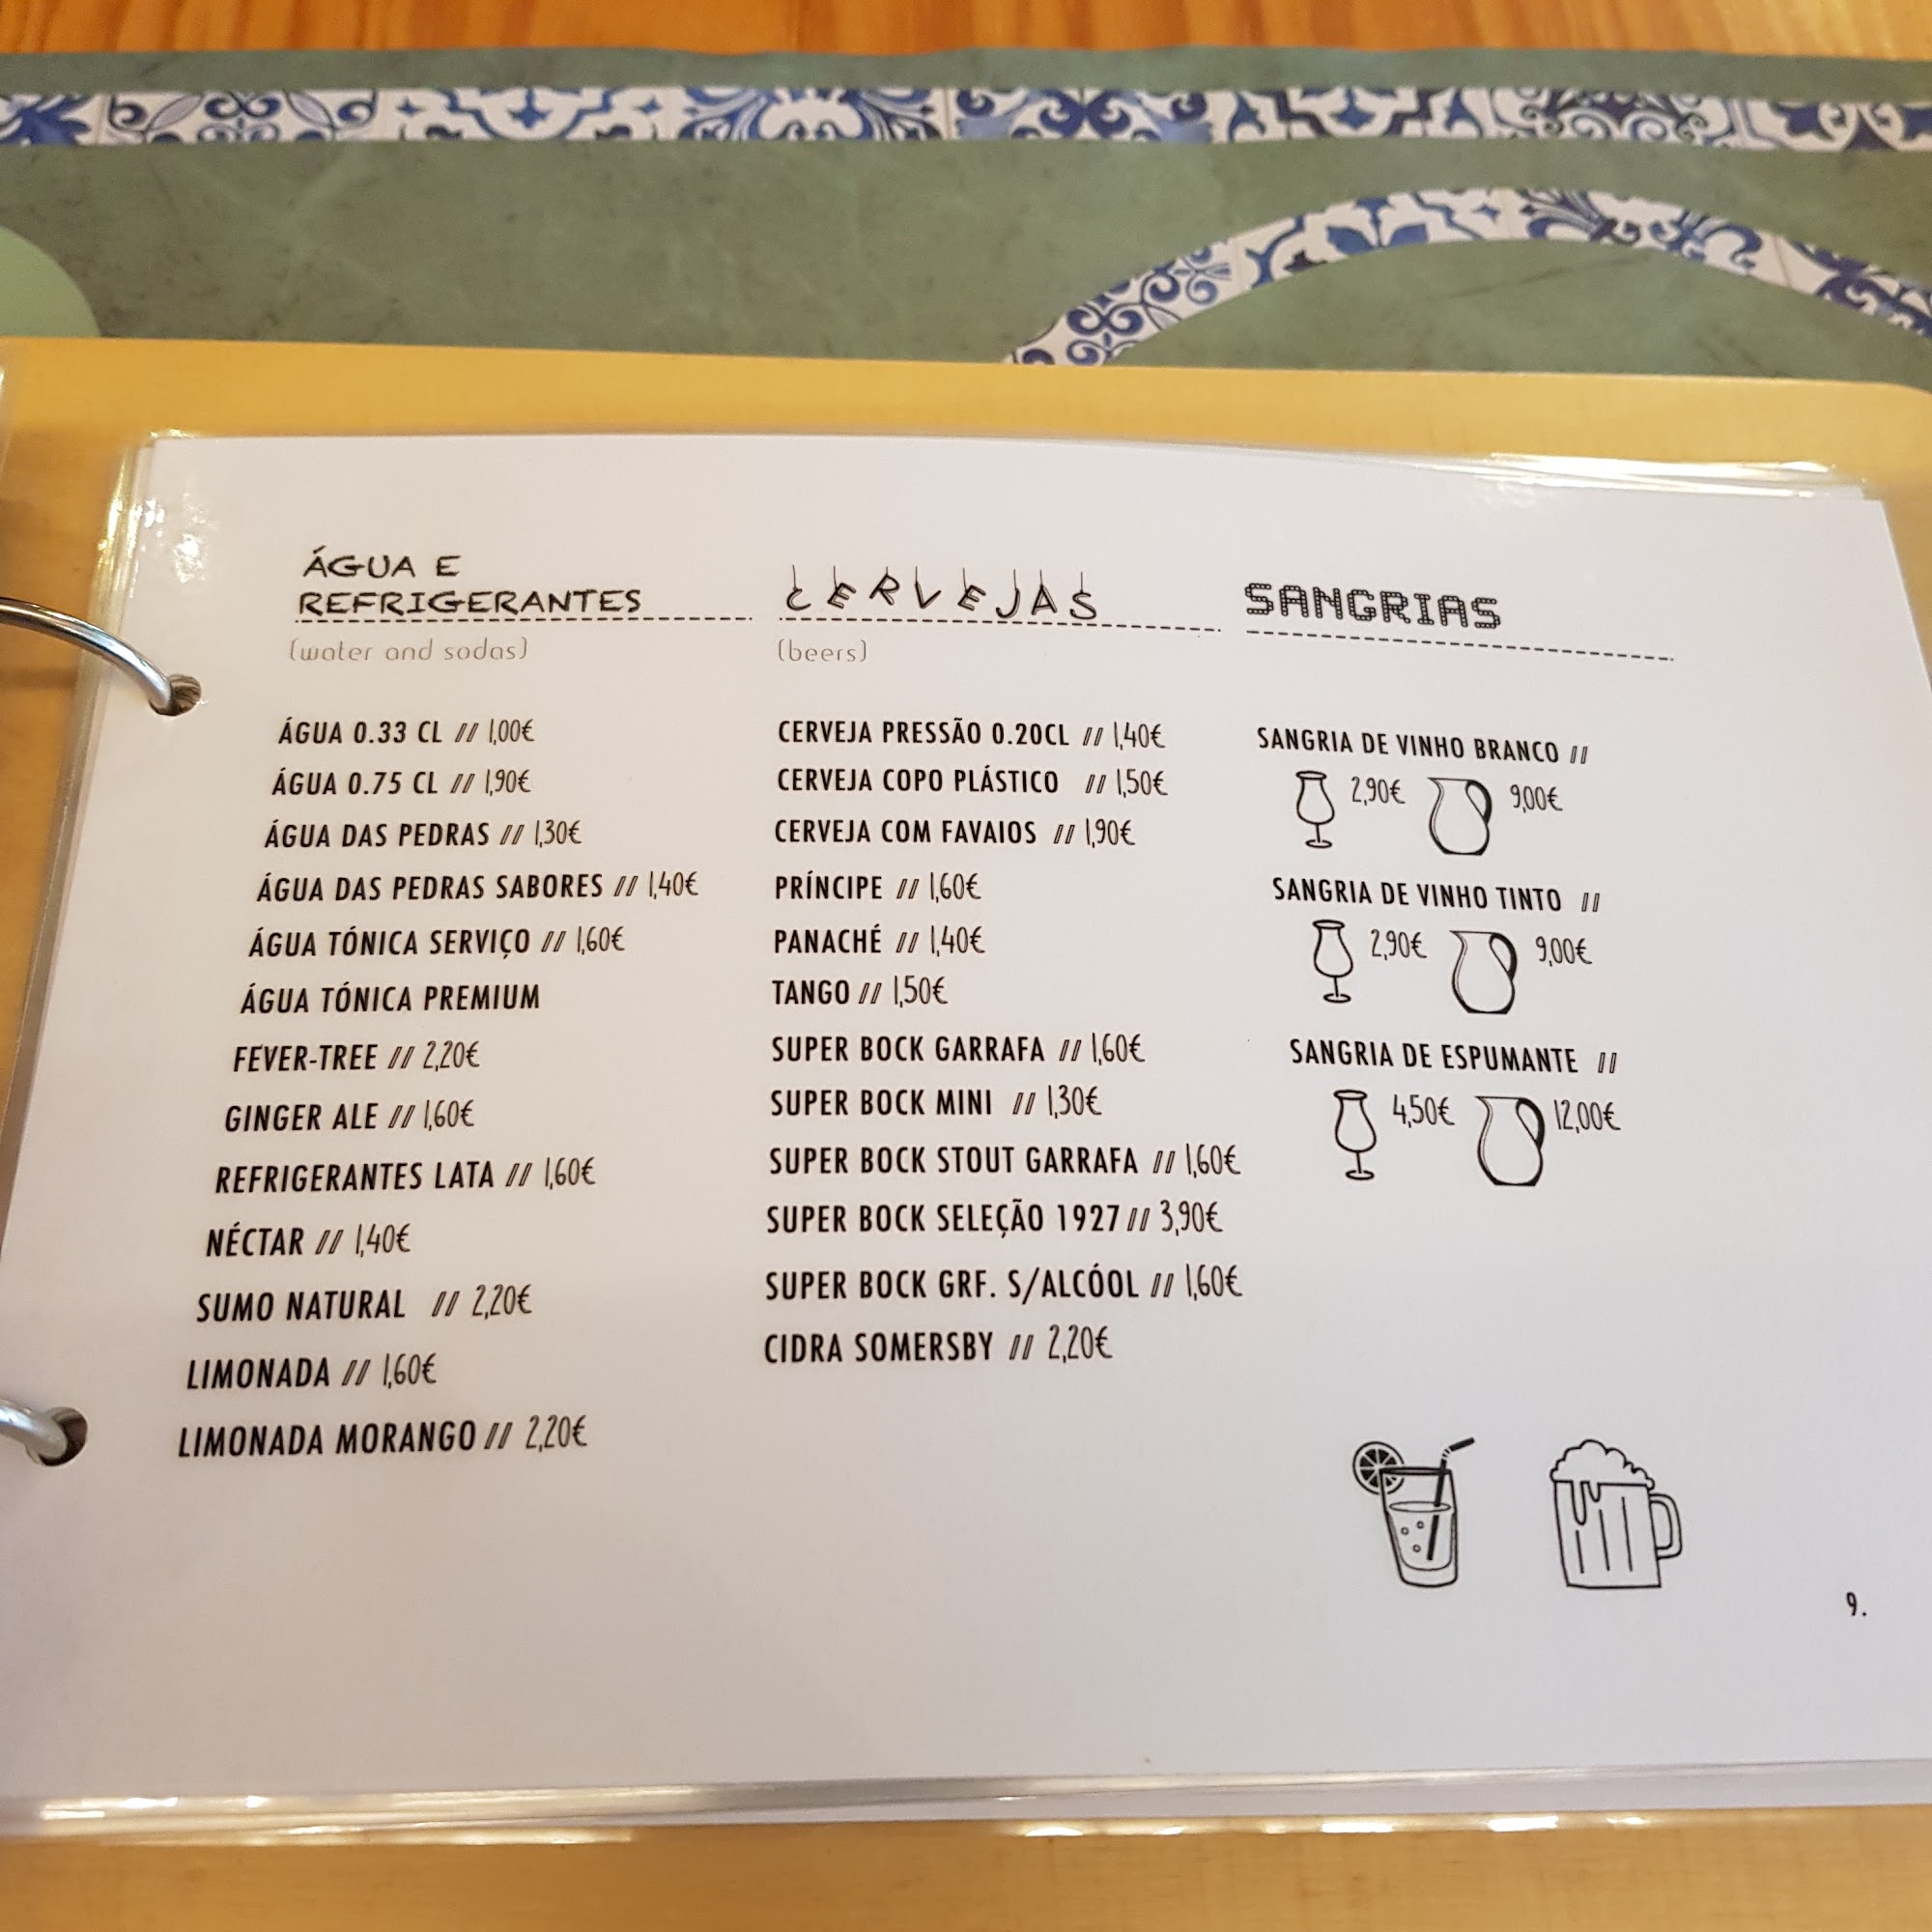 ÁGUA E
REFRIGERANTES
(water and sodas)
ÁGUA 0.33 CL // 1,00€
ÁGUA 0.75 CL // 1,90€
ÁGUA DAS PEDRAS // 1,30€
ÁGUA DAS PEDRAS SABORES // 1,40€
ÁGUA TÓNICA SERVIÇO // 1,60€
ÁGUA TÓNICA PREMIUM
FEVER-TREE // 2,20€
GINGER ALE // 1,60€
REFRIGERANTES LATA // 1,60€
NÉCTAR // 1,40€
SUMO NATURAL // 2,20€
LIMONADA // 1,60€
LIMONADA MORANGO // 2,20€
CERVEJAS
(beers)
CERVEJA PRESSÃO 0.20CL // 1,40€
CERVEJA COPO PLÁSTICO // 1,50€
CERVEJA COM FAVAIOS // 1,90€
PRÍNCIPE // 1,60€
PANACHÉ // 1,40€
TANGO // 1,50€
SUPER BOCK GARRAFA // 1,60€
SUPER BOCK MINI // 1,30€
SUPER BOCK STOUT GARRAFA // 1,60€
SUPER BOCK SELEÇÃO 1927 // 3,90€
SUPER BOCK GRF. S/ALCÓOL // 1,60€
CIDRA SOMERSBY // 2,20€
SANGRIAS
SANGRIA DE VINHO BRANCO //
2,90€ 9,00€
SANGRIA DE VINHO TINTO //
2,90€ 9,00€
SANGRIA DE ESPUMANTE //
4,50€ 12,00€
9.